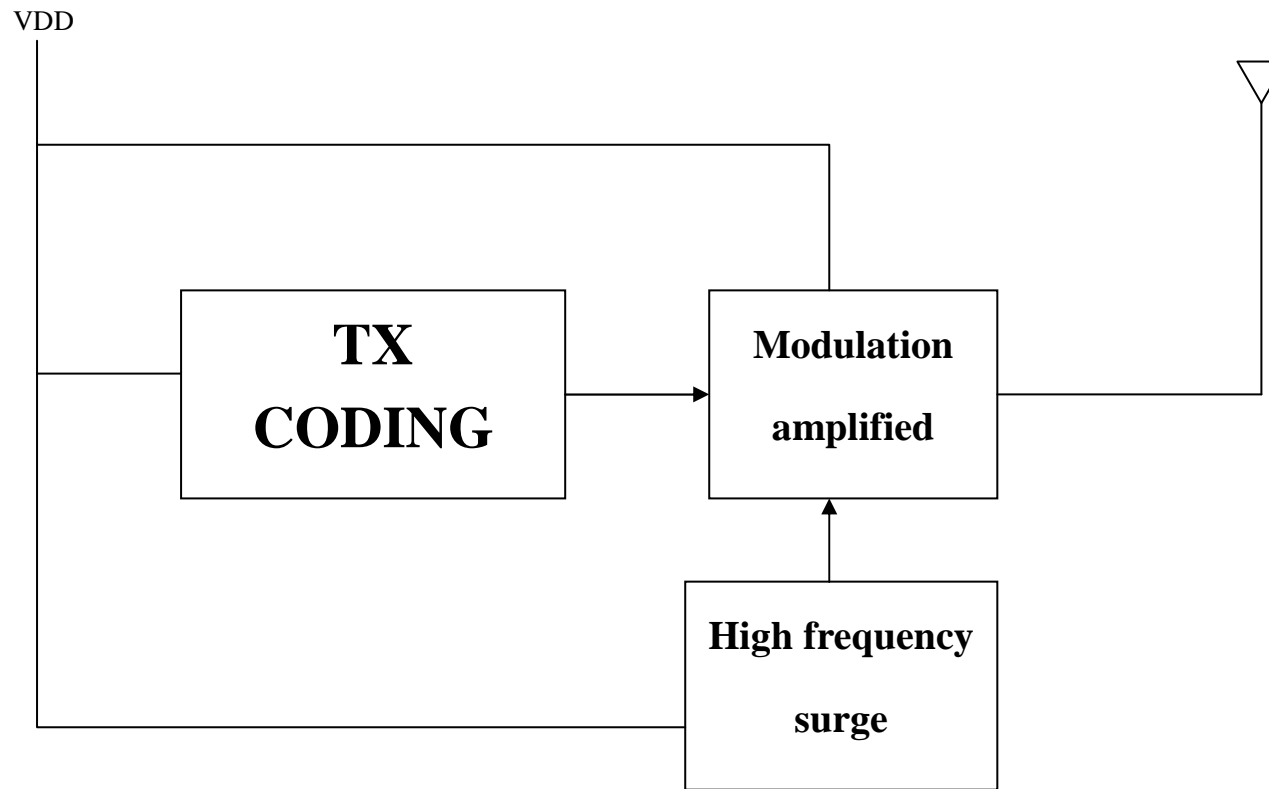 VDD
TX
CODING
Modulation
amplified
High frequency
surge